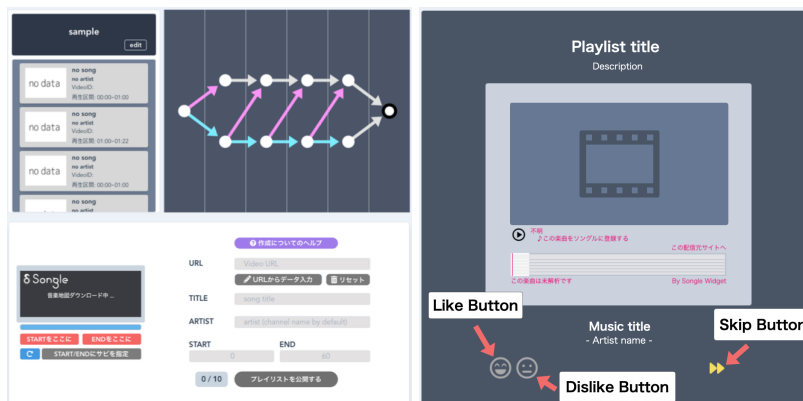 sample
edit
no data
no song
no artist
VideoID:
再生区間: 00:00~01:00
no data
no song
no artist
VideoID:
再生区間: 01:00~01:22
no data
no song
no artist
VideoID:
再生区間: 00:00~01:00
no song
no artist
Songle
音楽地図ダウンロード中 ...
STARTをここに
ENDをここに
START/ENDにサビを指定
作成についてのヘルプ
URL
Video URL
URLからデータ入力
リセット
TITLE
song title
ARTIST
artist (channel name by default)
START
END
0
60
0 / 10
プレイリストを公開する
Playlist title
Description
不明
♪この楽曲をソングルに登録する
この配信元サイトへ
この楽曲は未解析です
By Songle Widget
Like Button
Music title
- Artist name -
Skip Button
Dislike Button